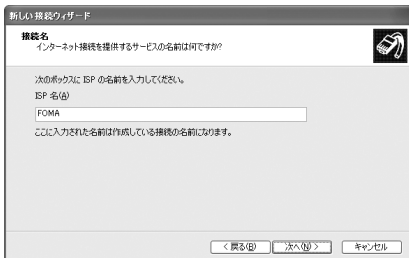 新しい接続ウィザード
接続名
インターネット接続を提供するサービスの名前は何ですか?
次のボックスに ISP の名前を入力してください。
ISP 名(A)
FOMA
ここに入力された名前は作成している接続の名前になります。
< 戻る(B)
次へ(N) >
キャンセル